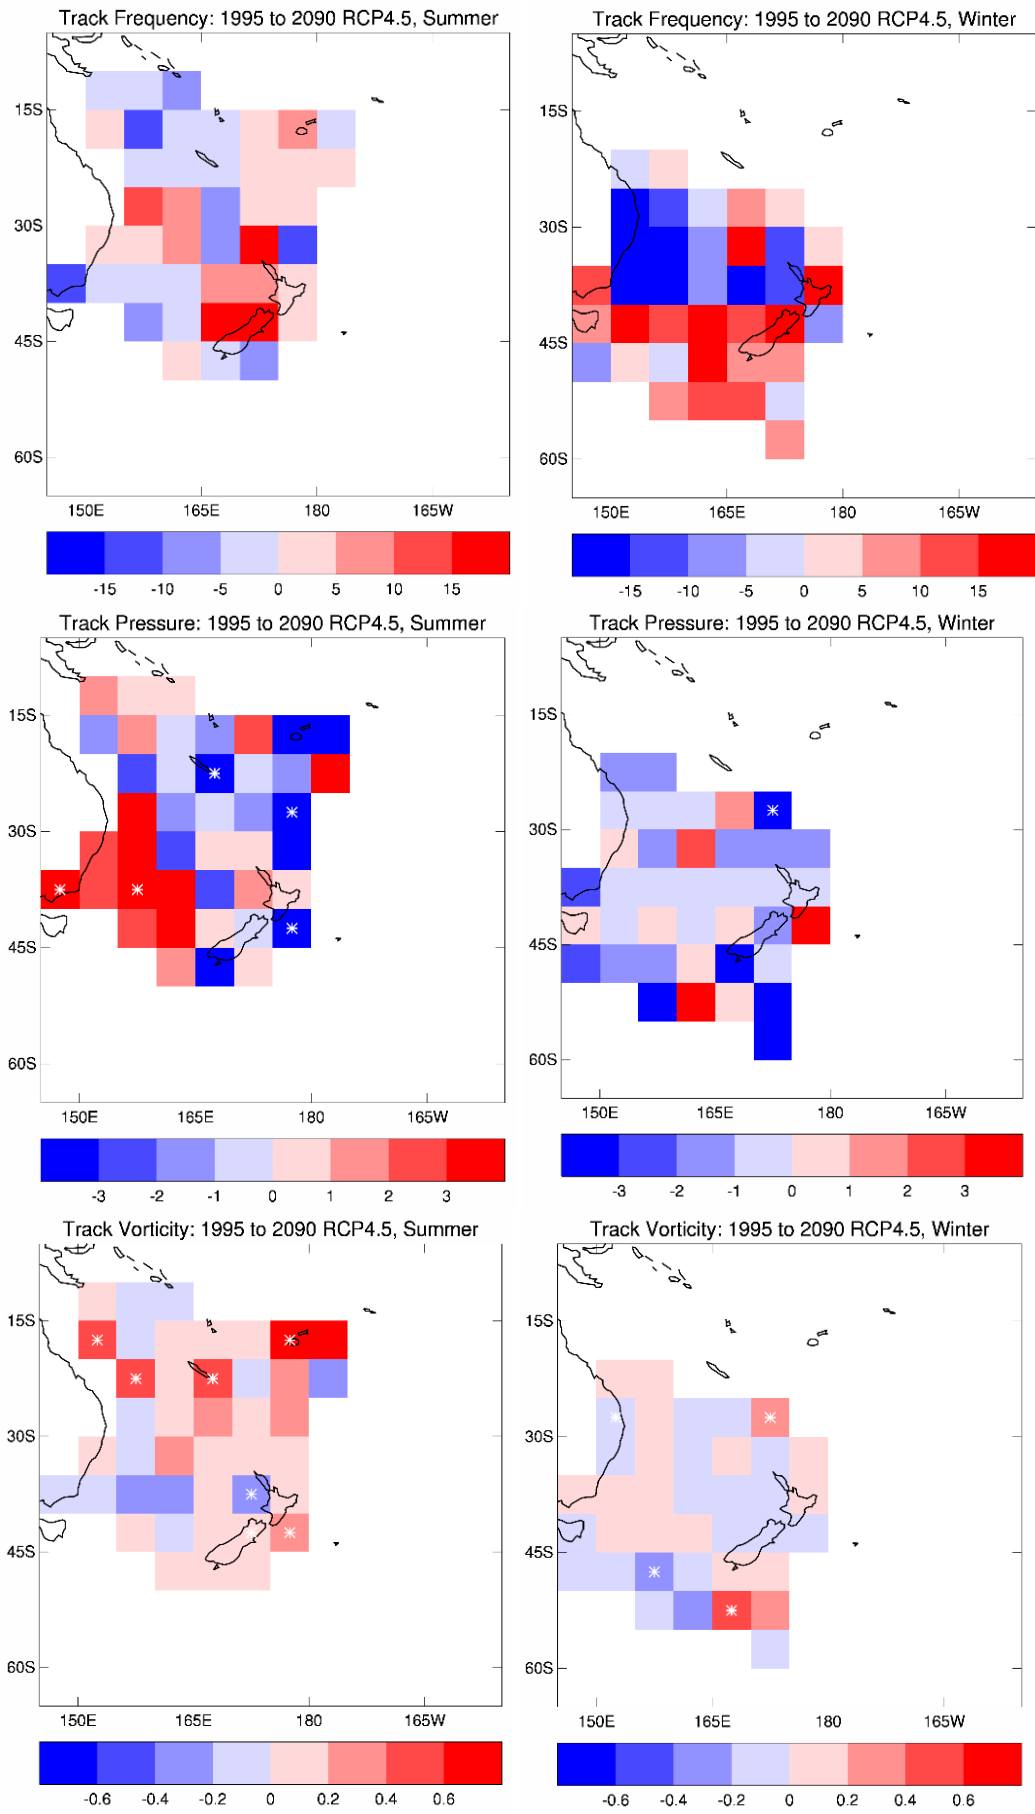 Track Frequency: 1995 to 2090 RCP4.5, Summer
15S
30S
45S
60S
150E 165E 180 165W
-15 -10 -5 0 5 10 15
Track Frequency: 1995 to 2090 RCP4.5, Winter
15S
30S
45S
60S
150E 165E 180 165W
-15 -10 -5 0 5 10 15
Track Pressure: 1995 to 2090 RCP4.5, Summer
15S
30S
45S
60S
150E 165E 180 165W
-3 -2 -1 0 1 2 3
Track Pressure: 1995 to 2090 RCP4.5, Winter
15S
30S
45S
60S
150E 165E 180 165W
-3 -2 -1 0 1 2 3
Track Vorticity: 1995 to 2090 RCP4.5, Summer
15S
30S
45S
60S
150E 165E 180 165W
-0.6 -0.4 -0.2 0 0.2 0.4 0.6
Track Vorticity: 1995 to 2090 RCP4.5, Winter
15S
30S
45S
60S
150E 165E 180 165W
-0.6 -0.4 -0.2 0 0.2 0.4 0.6